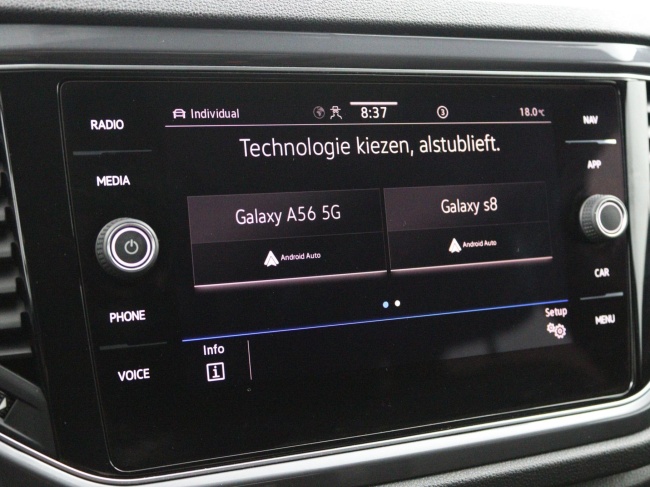 RADIO
MEDIA
PHONE
VOICE
Individual 8:37 3 18.0°C
Technologie kiezen, alstublieft.
Galaxy A56 5G
Android Auto
Galaxy s8
Android Auto
Setup
Info
i
NAV
APP
CAR
MENU